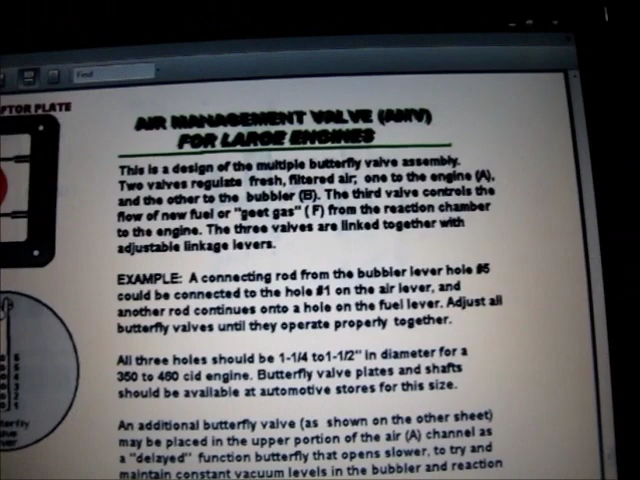 Find
PTOR PLATE
AIR MANAGEMENT VALVE (AMV)
FOR LARGE ENGINES
This is a design of the multiple butterfly valve assembly.
Two valves regulate fresh, filtered air; one to the engine (A),
and the other to the bubbler (B). The third valve controls the
flow of new fuel or "geet gas" ( F) from the reaction chamber
to the engine. The three valves are linked together with
adjustable linkage levers.
EXAMPLE: A connecting rod from the bubbler lever hole #5
could be connected to the hole #1 on the air lever, and
another rod continues onto a hole on the fuel lever. Adjust all
butterfly valves until they operate properly together.
All three holes should be 1-1/4 to1-1/2" in diameter for a
350 to 460 cid engine. Butterfly valve plates and shafts
should be available at automotive stores for this size.
An additional butterfly valve (as shown on the other sheet)
may be placed in the upper portion of the air (A) channel as
a "delayed" function butterfly that opens slower, to try and
maintain constant vacuum levels in the bubbler and reaction